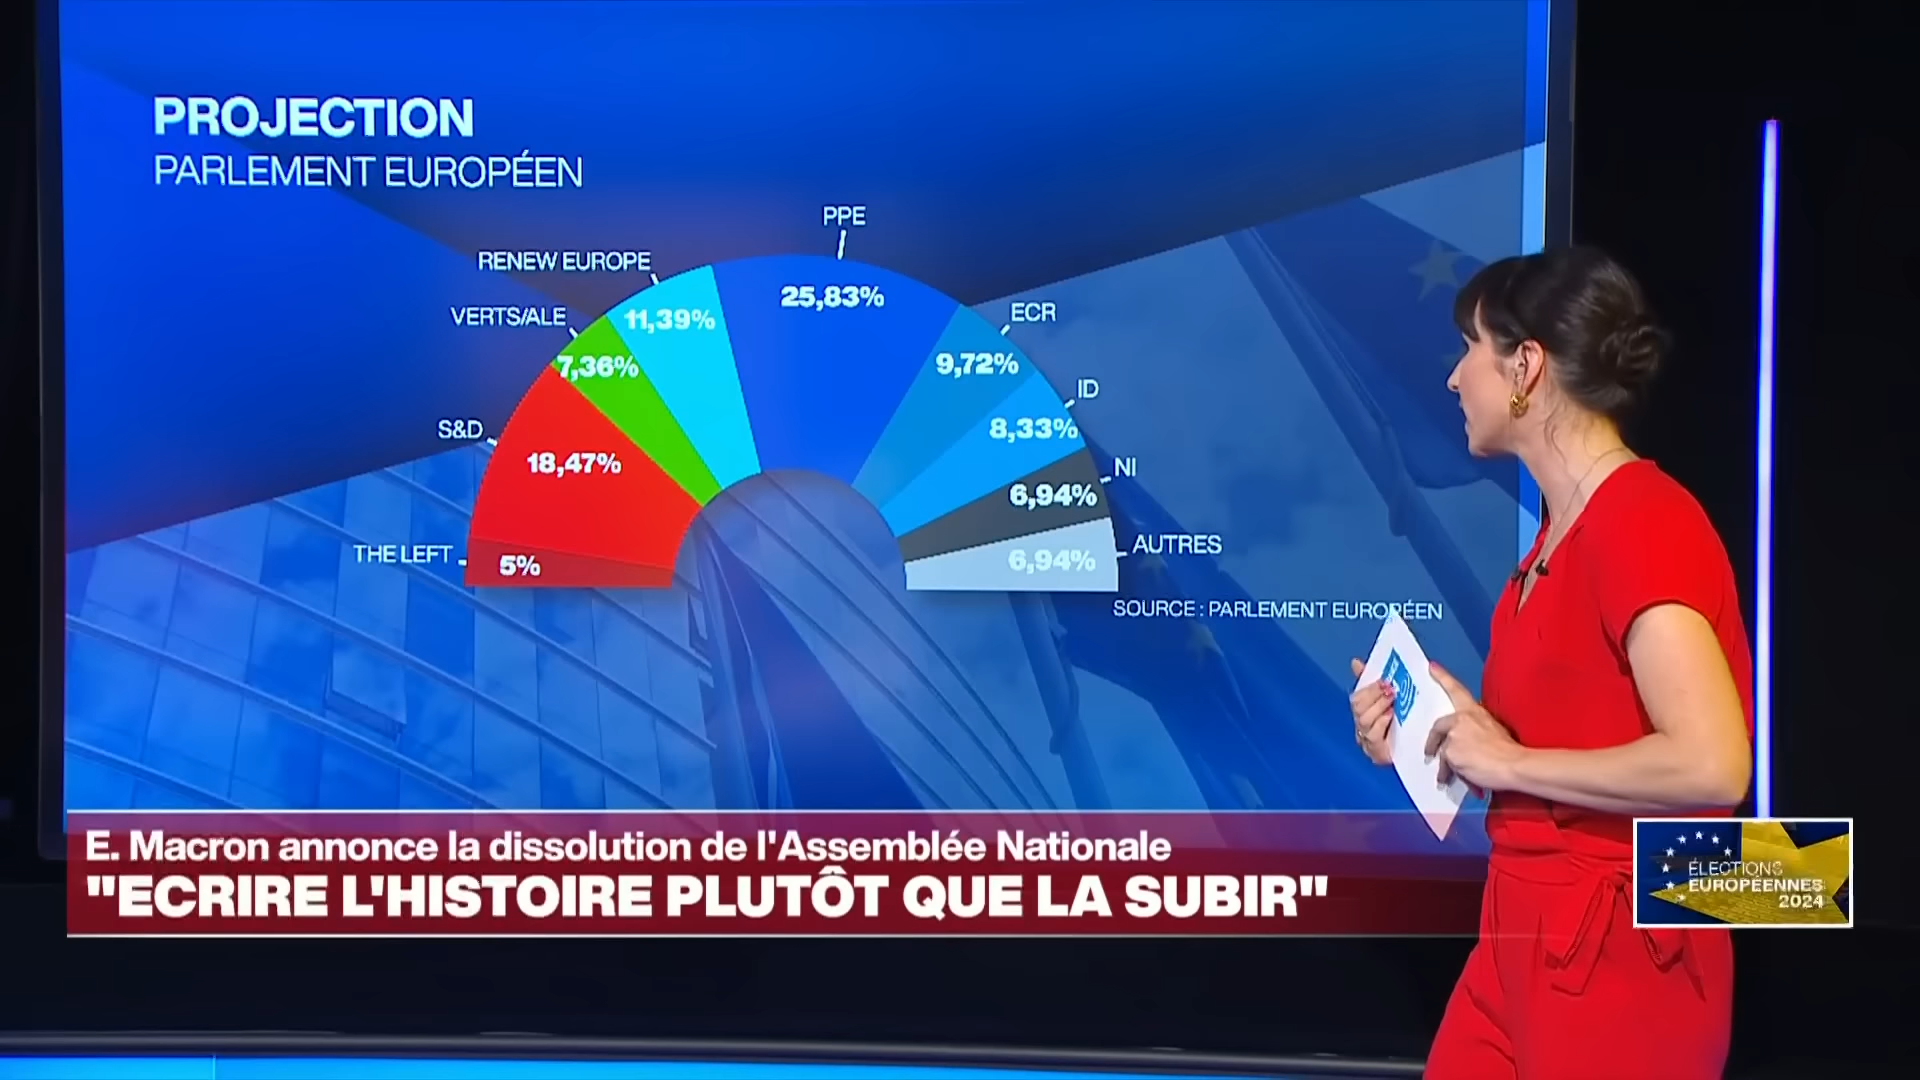 PROJECTION
PARLEMENT EUROPÉEN
PPE
25,83%
RENEW EUROPE
11,39%
VERTS/ALE
7,36%
ECR
9,72%
ID
8,33%
S&D
18,47%
NI
6,94%
THE LEFT
5%
AUTRES
6,94%
SOURCE : PARLEMENT EUROPÉEN
E. Macron annonce la dissolution de l'Assemblée Nationale
"ECRIRE L'HISTOIRE PLUTÔT QUE LA SUBIR"
ÉLECTIONS
EUROPÉENNES
2024